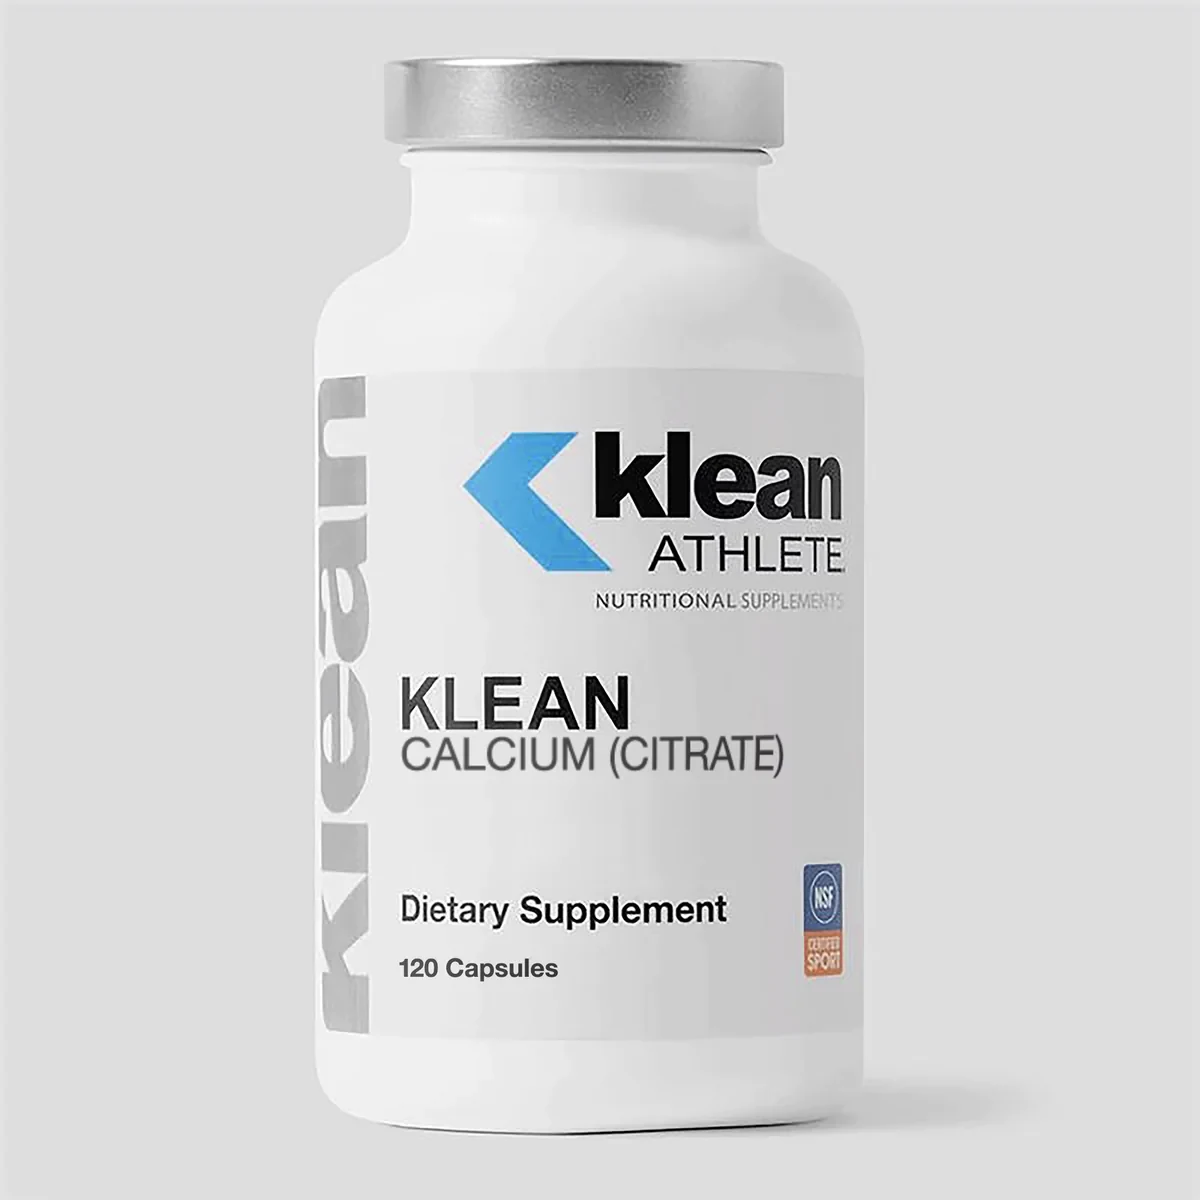 klean
klean
ATHLETE
NUTRITIONAL SUPPLEMENTS
KLEAN
CALCIUM (CITRATE)
Dietary Supplement
120 Capsules
NSF
CERTIFIED
SPORT